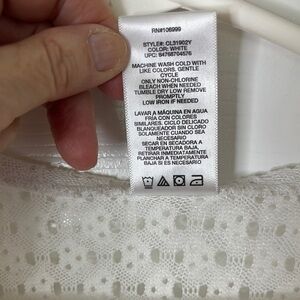 RN#106999
STYLE#: CL31902Y
COLOR: WHITE
UPC: 84768704576
MACHINE WASH COLD WITH
LIKE COLORS. GENTLE
CYCLE
ONLY NON-CHLORINE
BLEACH WHEN NEEDED
TUMBLE DRY LOW REMOVE
PROMPTLY
LOW IRON IF NEEDED
LAVAR A MÁQUINA EN AGUA
FRÍA CON COLORES
SIMILARES. CICLO DELICADO
BLANQUEADOR SIN CLORO
SOLAMENTE CUANDO SEA
NECESARIO
SECAR EN SECADORA A
TEMPERATURA BAJA,
RETIRAR INMEDIATAMENTE
PLANCHAR A TEMPERATURA
BAJA SI ES NECESARIO